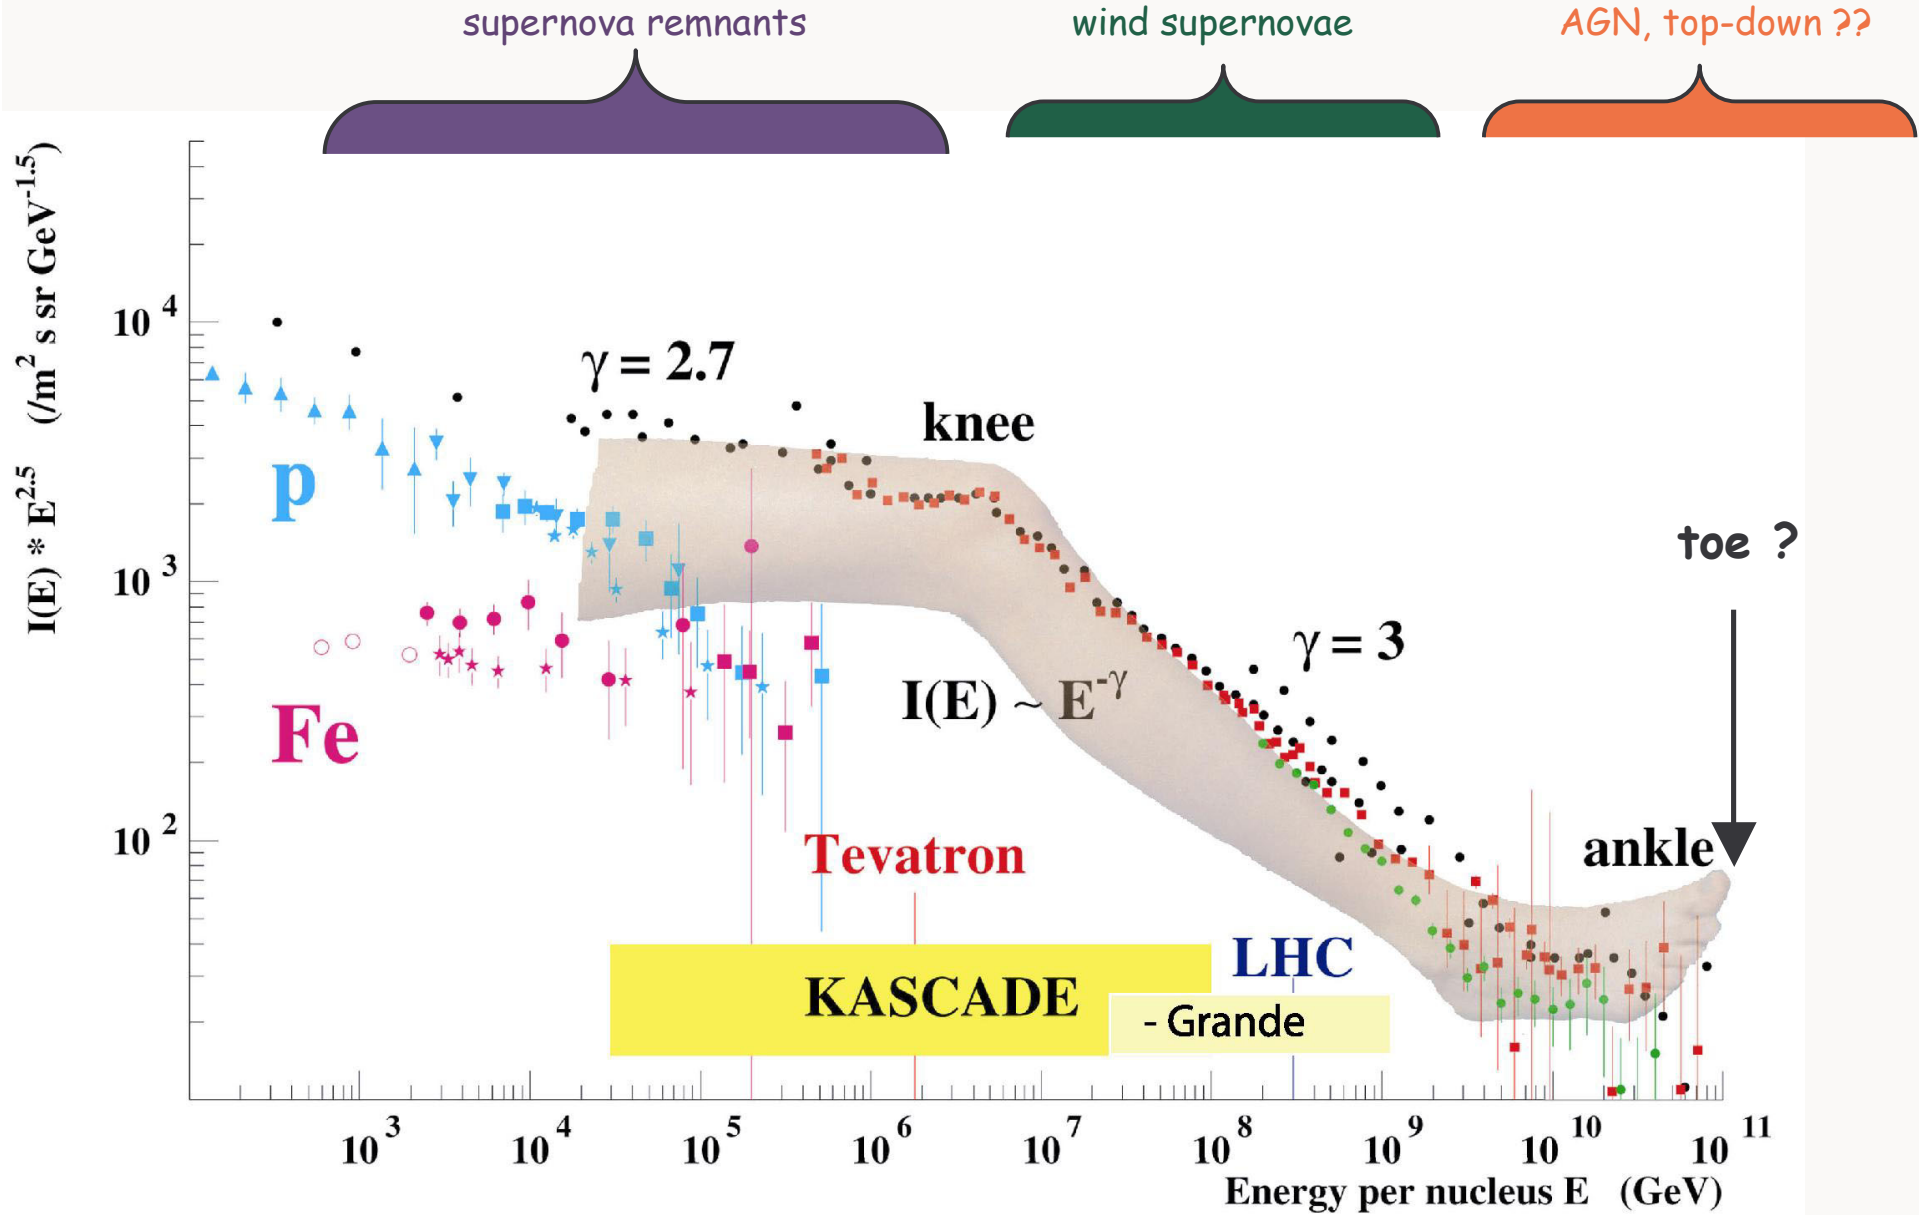 supernova remnants
wind supernovae
AGN, top-down ??
I(E) * E^2.5 (/m^2 s sr GeV^-1.5)
10^4
10^3
10^2
γ = 2.7
knee
p
toe ?
γ = 3
I(E) ~ E^-γ
Fe
Tevatron
ankle
LHC
KASCADE
- Grande
10^3 10^4 10^5 10^6 10^7 10^8 10^9 10^10 10^11
Energy per nucleus E (GeV)